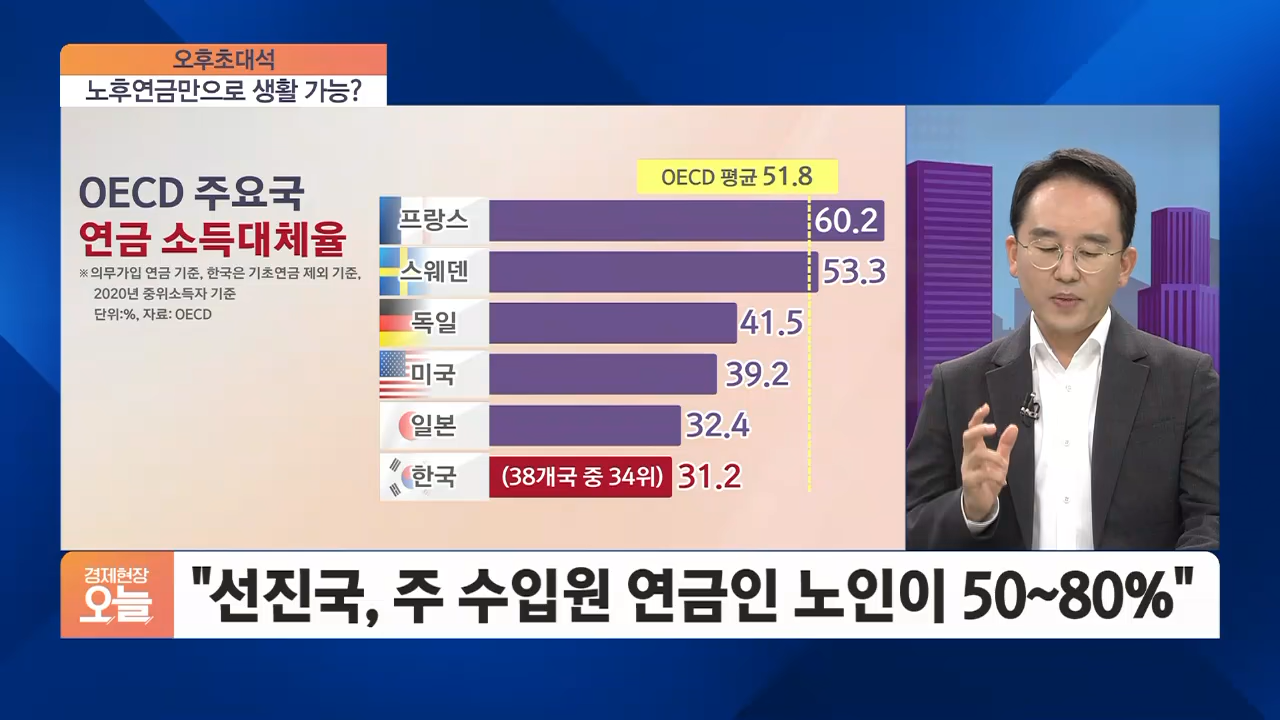 오후초대석
노후연금만으로 생활 가능?
OECD 주요국
연금 소득대체율
※의무가입 연금 기준, 한국은 기초연금 제외 기준,
2020년 중위소득자 기준
단위:%, 자료: OECD
OECD 평균 51.8
프랑스 60.2
스웨덴 53.3
독일 41.5
미국 39.2
일본 32.4
한국 (38개국 중 34위) 31.2
경제현장
오늘
"선진국, 주 수입원 연금인 노인이 50~80%"